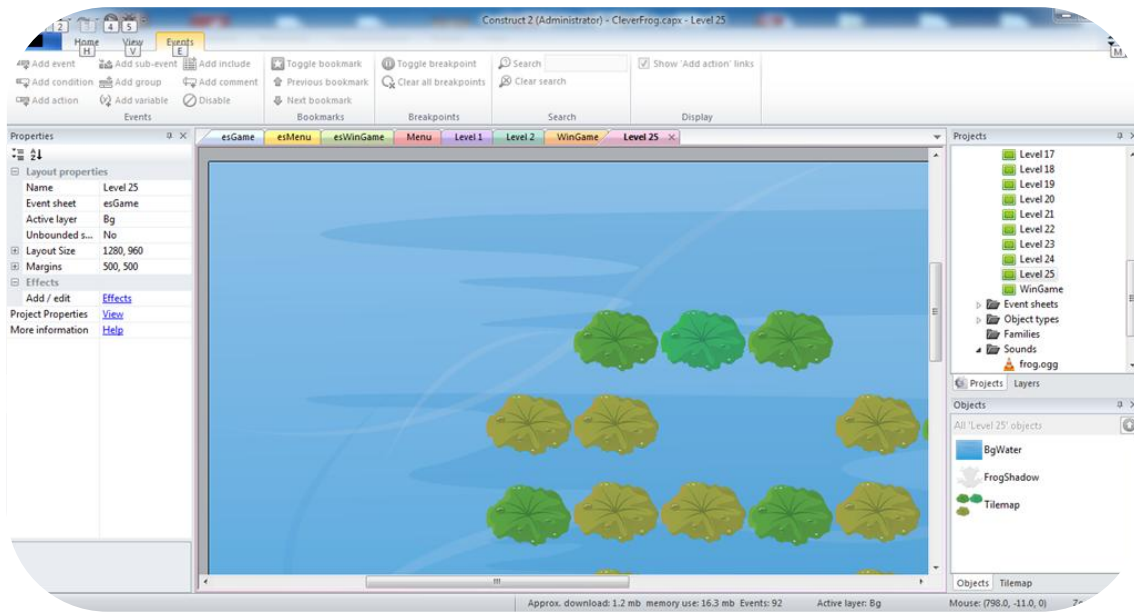 Construct 2 (Administrator) - CleverFrog.capx - Level 25
2 3 4 5
Home View Events
H V E M
Add event Add sub-event Add include Toggle bookmark Toggle breakpoint Search Show 'Add action' links
Add condition Add group Add comment Previous bookmark Clear all breakpoints Clear search
Add action Add variable Disable Next bookmark
Events Bookmarks Breakpoints Search Display
Properties
Layout properties
Name Level 25
Event sheet esGame
Active layer Bg
Unbounded s... No
Layout Size 1280, 960
Margins 500, 500
Effects
Add / edit Effects
Project Properties View
More information Help
esGame esMenu esWinGame Menu Level 1 Level 2 WinGame Level 25
Projects
Level 17
Level 18
Level 19
Level 20
Level 21
Level 22
Level 23
Level 24
Level 25
WinGame
Event sheets
Object types
Families
Sounds
frog.ogg
Projects Layers
Objects
All 'Level 25' objects
BgWater
FrogShadow
Tilemap
Objects Tilemap
Approx. download: 1.2 mb memory use: 16.3 mb Events: 92 Active layer: Bg Mouse: (798.0, -11.0, 0)